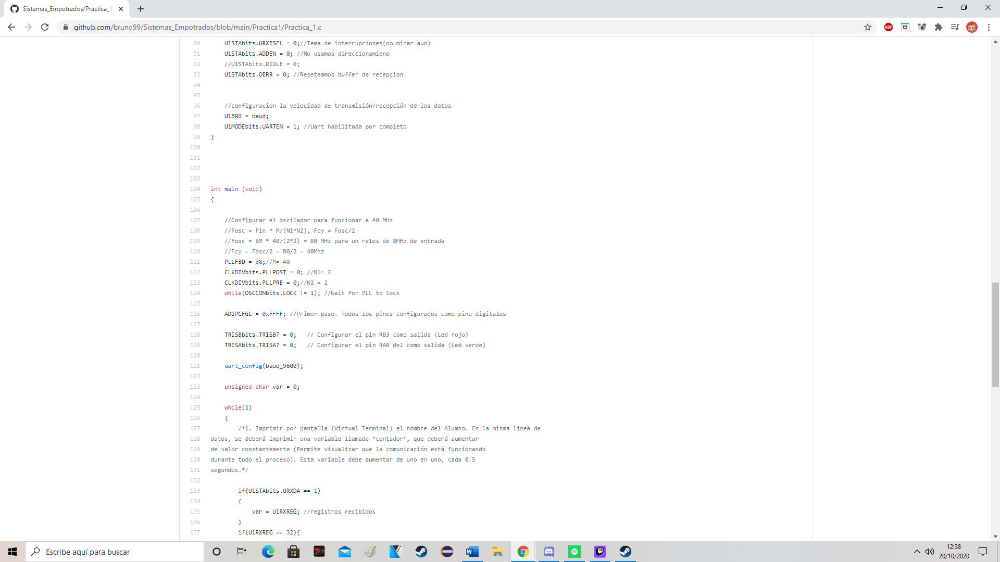 Sistemas_Empotrados/Practica_1
github.com/bruno99/Sistemas_Empotrados/blob/main/Practica1/Practica_1.c
ABP
90 U1STAbits.URXISEL = 0;//Tema de interrupciones(no mirar aun)
91 U1STAbits.ADDEN = 0; //No usamos direccionamieno
92 //U1STAbits.RIDLE = 0;
93 U1STAbits.OERR = 0; //Reseteamos buffer de recepcion
94
95
96 //configuracion la velocidad de transmisión/recepción de los datos
97 U1BRG = baud;
98 U1MODEbits.UARTEN = 1; //Uart habilitada por completo
99 }
100
101
102
103
104 int main (void)
105 {
106
107 //Configurar el oscilador para funcionar a 40 MHz
108 //Fosc = Fin * M/(N1*N2), Fcy = Fosc/2
109 //Fosc = 8M * 40/(2*2) = 80 MHz para un relos de 8MHz de entrada
110 //Fcy = Fosc/2 = 80/2 = 40Mhz
111 PLLFBD = 38;//M= 40
112 CLKDIVbits.PLLPOST = 0; //N1= 2
113 CLKDIVbits.PLLPRE = 0;//N2 = 2
114 while(OSCCONbits.LOCK != 1); //Wait for PLL to lock
115
116 AD1PCFGL = 0xFFFF; //Primer paso. Todos los pines configurados como pine digitales
117
118 TRISBbits.TRISB7 = 0; // Configurar el pin RB3 como salida (Led rojo)
119 TRISAbits.TRISA7 = 0; // Configurar el pin RA0 del como salida (Led verde)
120
121 uart_config(baud_9600);
122
123 unsigned char var = 0;
124
125 while(1)
126 {
127 /*1. Imprimir por pantalla (Virtual Terminal) el nombre del Alumno. En la misma línea de
128 datos, se deberá imprimir una variable llamada ‘contador’, que deberá aumentar
129 de valor constantemente (Permite visualizar que la comunicación está funcionando
130 durante todo el proceso). Esta variable debe aumentar de uno en uno, cada 0.5
131 segundos.*/
132
133 if(U1STAbits.URXDA == 1)
134 {
135 var = U1RXREG; //registros recibidos
136 }
137 if(U1RXREG == 32){
Escribe aquí para buscar
12:38
20/10/2020